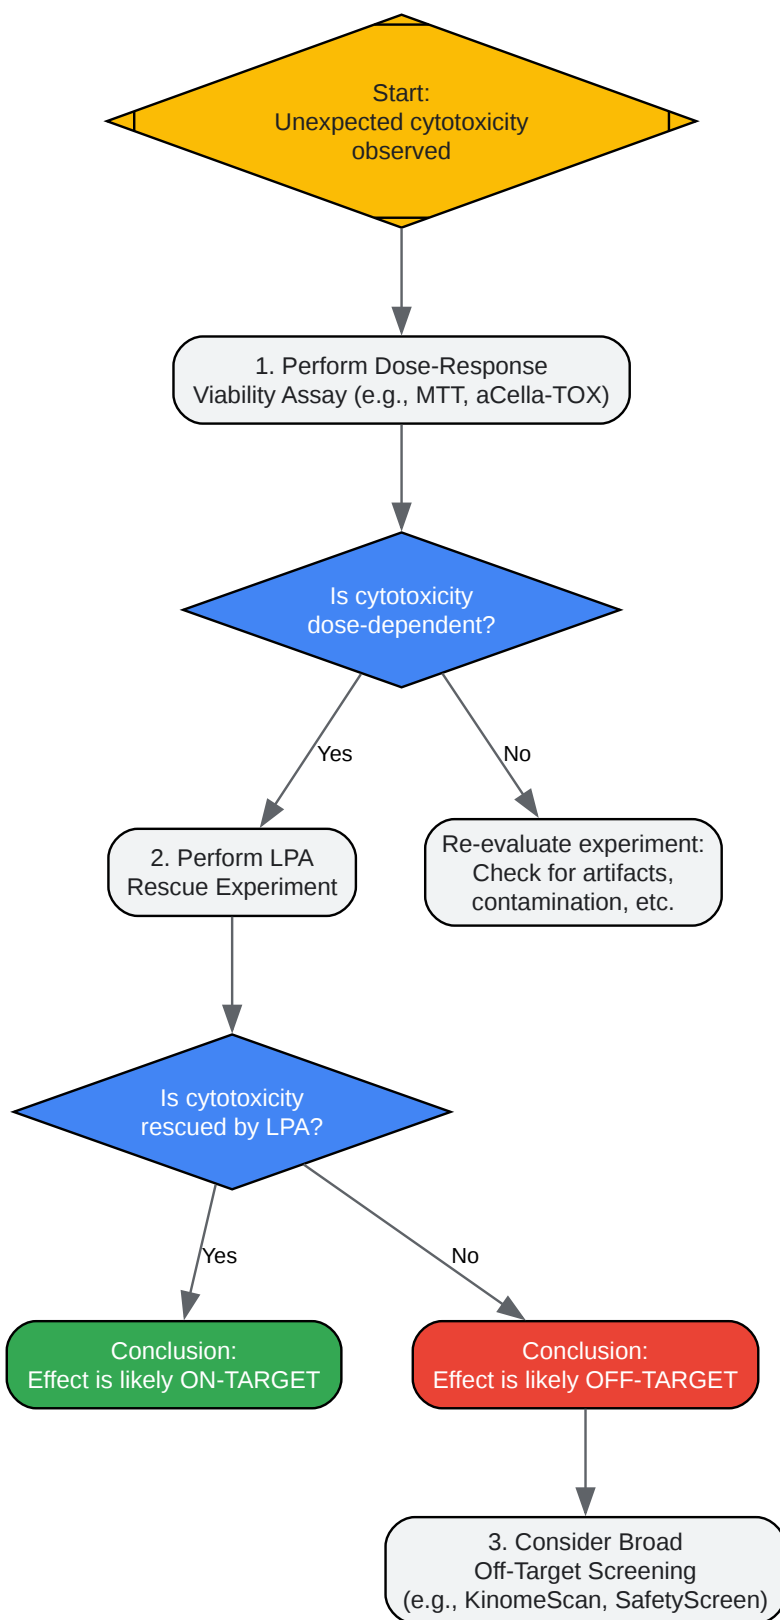 Start:
Unexpected cytotoxicity
observed
1. Perform Dose-Response
Viability Assay (e.g., MTT, aCella-TOX)
Is cytotoxicity
dose-dependent?
Yes
No
2. Perform LPA
Rescue Experiment
Re-evaluate experiment:
Check for artifacts,
contamination, etc.
Is cytotoxicity
rescued by LPA?
Yes
No
Conclusion:
Effect is likely ON-TARGET
Conclusion:
Effect is likely OFF-TARGET
3. Consider Broad
Off-Target Screening
(e.g., KinomeScan, SafetyScreen)